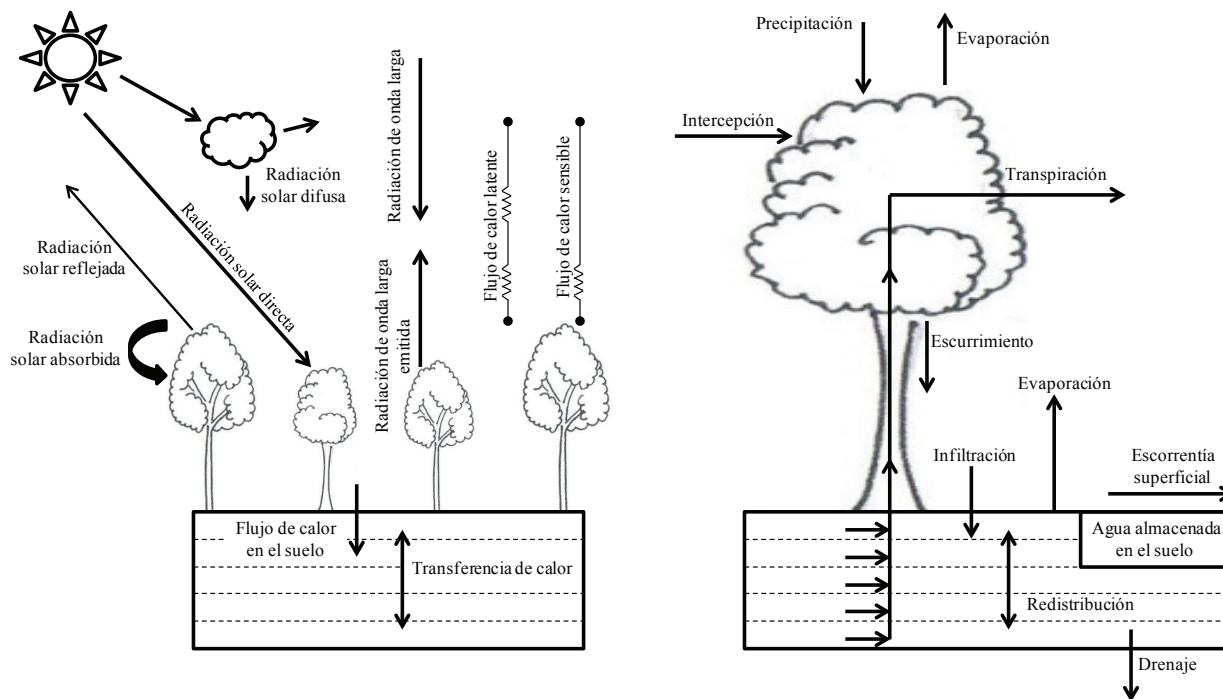 Radiación
solar difusa
Radiación
solar reflejada
Radiación solar directa
Radiación
solar absorbida
Radiación de onda larga
Radiación de onda larga
emitida
Flujo de calor latente
Flujo de calor sensible
Flujo de calor
en el suelo
Transferencia de calor
Precipitación
Evaporación
Intercepción
Transpiración
Escurrimiento
Evaporación
Infiltración
Escorrentía
superficial
Agua almacenada
en el suelo
Redistribución
Drenaje